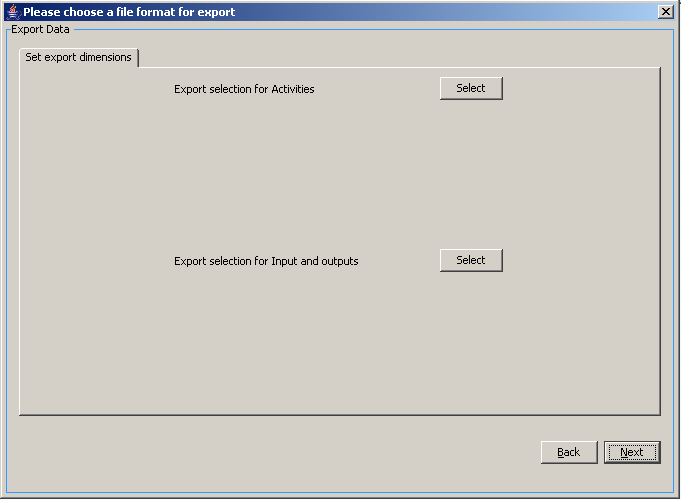 Please choose a file format for export
Export Data
Set export dimensions
Export selection for Activities
Select
Export selection for Input and outputs
Select
Back
Next